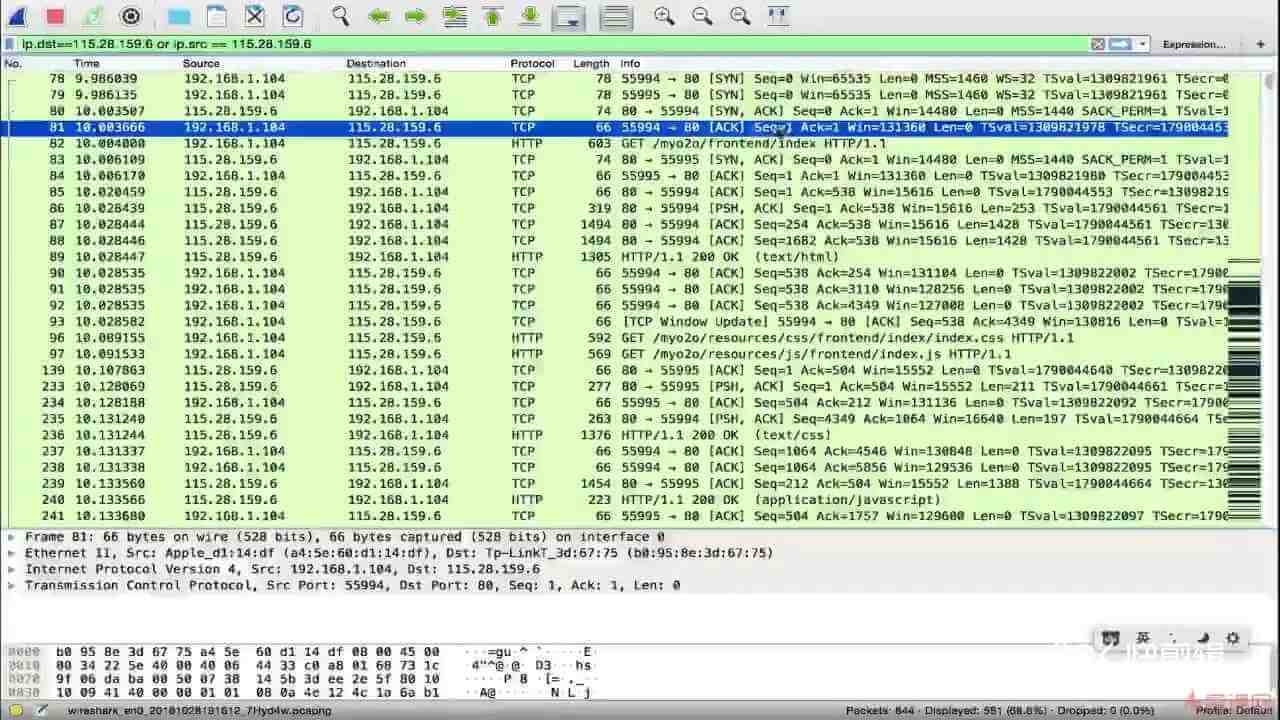 ip.dst==115.28.159.6 or ip.src == 115.28.159.6 Expression... +
No. Time Source Destination Protocol Length Info
78 9.986039 192.168.1.104 115.28.159.6 TCP 78 55994 → 80 [SYN] Seq=0 Win=65535 Len=0 MSS=1460 WS=32 TSval=1309821961 TSecr=0
79 9.986135 192.168.1.104 115.28.159.6 TCP 78 55995 → 80 [SYN] Seq=0 Win=65535 Len=0 MSS=1460 WS=32 TSval=1309821961 TSecr=0
80 10.003507 115.28.159.6 192.168.1.104 TCP 74 80 → 55994 [SYN, ACK] Seq=0 Ack=1 Win=14480 Len=0 MSS=1440 SACK_PERM=1 TSva
81 10.003666 192.168.1.104 115.28.159.6 TCP 66 55994 → 80 [ACK] Seq=1 Ack=1 Win=131360 Len=0 TSval=1309821978 TSecr=179004455
82 10.004000 192.168.1.104 115.28.159.6 HTTP 603 GET /myo2o/frontend/index HTTP/1.1
83 10.006109 115.28.159.6 192.168.1.104 TCP 74 80 → 55995 [SYN, ACK] Seq=0 Ack=1 Win=14480 Len=0 MSS=1440 SACK_PERM=1 TSva
84 10.006170 192.168.1.104 115.28.159.6 TCP 66 55995 → 80 [ACK] Seq=1 Ack=1 Win=131360 Len=0 TSval=1309821980 TSecr=179004455
85 10.020459 115.28.159.6 192.168.1.104 TCP 66 80 → 55994 [ACK] Seq=1 Ack=538 Win=15616 Len=0 TSval=1790044553 TSecr=13098219
86 10.028439 115.28.159.6 192.168.1.104 TCP 319 80 → 55994 [PSH, ACK] Seq=1 Ack=538 Win=15616 Len=253 TSval=1790044561 TSecr=
87 10.028444 115.28.159.6 192.168.1.104 TCP 1494 80 → 55994 [ACK] Seq=254 Ack=538 Win=15616 Len=1428 TSval=1790044561 TSecr=130
88 10.028446 115.28.159.6 192.168.1.104 TCP 1494 80 → 55994 [ACK] Seq=1682 Ack=538 Win=15616 Len=1428 TSval=1790044561 TSecr=13
89 10.028447 115.28.159.6 192.168.1.104 HTTP 1305 HTTP/1.1 200 OK (text/html)
90 10.028535 192.168.1.104 115.28.159.6 TCP 66 55994 → 80 [ACK] Seq=538 Ack=254 Win=131104 Len=0 TSval=1309822002 TSecr=1790
91 10.028535 192.168.1.104 115.28.159.6 TCP 66 55994 → 80 [ACK] Seq=538 Ack=3110 Win=128256 Len=0 TSval=1309822002 TSecr=1790
92 10.028535 192.168.1.104 115.28.159.6 TCP 66 55994 → 80 [ACK] Seq=538 Ack=4349 Win=127008 Len=0 TSval=1309822002 TSecr=1790
93 10.028582 192.168.1.104 115.28.159.6 TCP 66 [TCP Window Update] 55994 → 80 [ACK] Seq=538 Ack=4349 Win=130816 Len=0 TSval=1
96 10.089155 192.168.1.104 115.28.159.6 HTTP 592 GET /myo2o/resources/css/frontend/index/index.css HTTP/1.1
97 10.091533 192.168.1.104 115.28.159.6 HTTP 569 GET /myo2o/resources/js/frontend/index.js HTTP/1.1
139 10.107863 115.28.159.6 192.168.1.104 TCP 66 80 → 55995 [ACK] Seq=1 Ack=504 Win=15552 Len=0 TSval=1790044640 TSecr=13098220
233 10.128069 115.28.159.6 192.168.1.104 TCP 277 80 → 55995 [PSH, ACK] Seq=1 Ack=504 Win=15552 Len=211 TSval=1790044661 TSecr=1
234 10.128188 192.168.1.104 115.28.159.6 TCP 66 55995 → 80 [ACK] Seq=504 Ack=212 Win=131136 Len=0 TSval=1309822092 TSecr=1790
235 10.131240 115.28.159.6 192.168.1.104 TCP 263 80 → 55994 [PSH, ACK] Seq=4349 Ack=1064 Win=16640 Len=197 TSval=1790044664 TSe
236 10.131244 115.28.159.6 192.168.1.104 HTTP 1376 HTTP/1.1 200 OK (text/css)
237 10.131337 192.168.1.104 115.28.159.6 TCP 66 55994 → 80 [ACK] Seq=1064 Ack=4546 Win=130848 Len=0 TSval=1309822095 TSecr=179
238 10.131338 192.168.1.104 115.28.159.6 TCP 66 55994 → 80 [ACK] Seq=1064 Ack=5856 Win=129536 Len=0 TSval=1309822095 TSecr=179
239 10.133560 115.28.159.6 192.168.1.104 TCP 1454 80 → 55995 [ACK] Seq=212 Ack=504 Win=15552 Len=1388 TSval=1790044664 TSecr=130
240 10.133566 115.28.159.6 192.168.1.104 HTTP 223 HTTP/1.1 200 OK (application/javascript)
241 10.133680 192.168.1.104 115.28.159.6 TCP 66 55995 → 80 [ACK] Seq=504 Ack=1757 Win=129600 Len=0 TSval=1309822097 TSecr=179
Frame 81: 66 bytes on wire (528 bits), 66 bytes captured (528 bits) on interface 0
Ethernet II, Src: Apple_d1:14:df (a4:5e:60:d1:14:df), Dst: Tp-LinkT_3d:67:75 (b0:95:8e:3d:67:75)
Internet Protocol Version 4, Src: 192.168.1.104, Dst: 115.28.159.6
Transmission Control Protocol, Src Port: 55994, Dst Port: 80, Seq: 1, Ack: 1, Len: 0
英
0000 b0 95 8e 3d 67 75 a4 5e 60 d1 14 df 08 00 45 00 ...=gu.^ `.....E.
0010 00 34 22 5e 40 00 40 06 44 33 c0 a8 01 68 73 1c .4"^@.@. D3...hs.
0020 9f 06 da ba 00 50 07 38 14 5b 3d ee 2e 5f 80 10 .....P.8 .[=.._..
0030 10 09 41 40 00 00 01 01 08 0a 4e 12 4c 1a 6a b1 ..A@.... ..N.L.j.
Packets: 844 · Displayed: 581 (68.8%) · Dropped: 0 (0.0%) Profile: Default